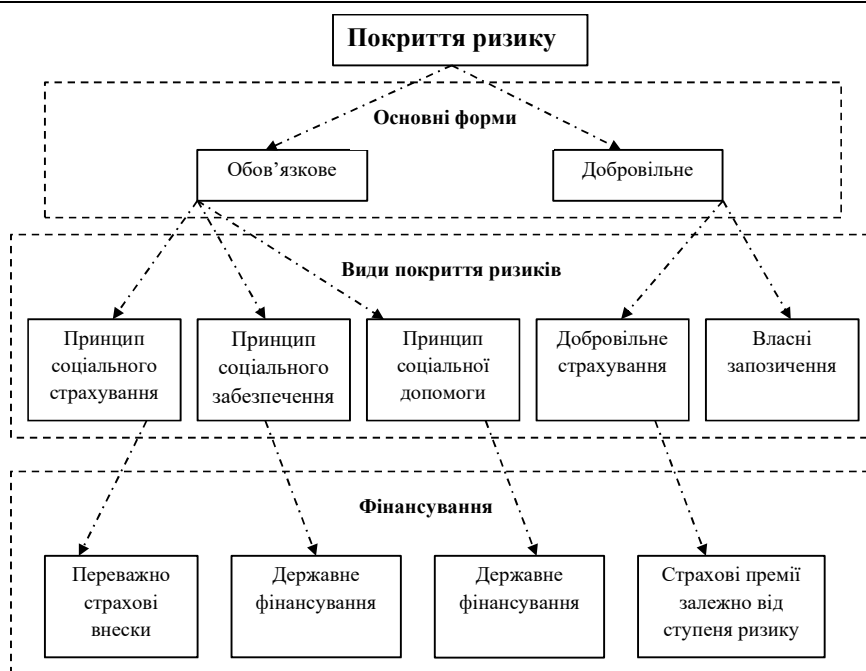 Покриття ризику
Основні форми
Обов’язкове
Добровільне
Види покриття ризиків
Принцип
соціального
страхування
Принцип
соціального
забезпечення
Принцип
соціальної
допомоги
Добровільне
страхування
Власні
запозичення
Фінансування
Переважно
страхові
внески
Державне
фінансування
Державне
фінансування
Страхові премії
залежно від
ступеня ризику